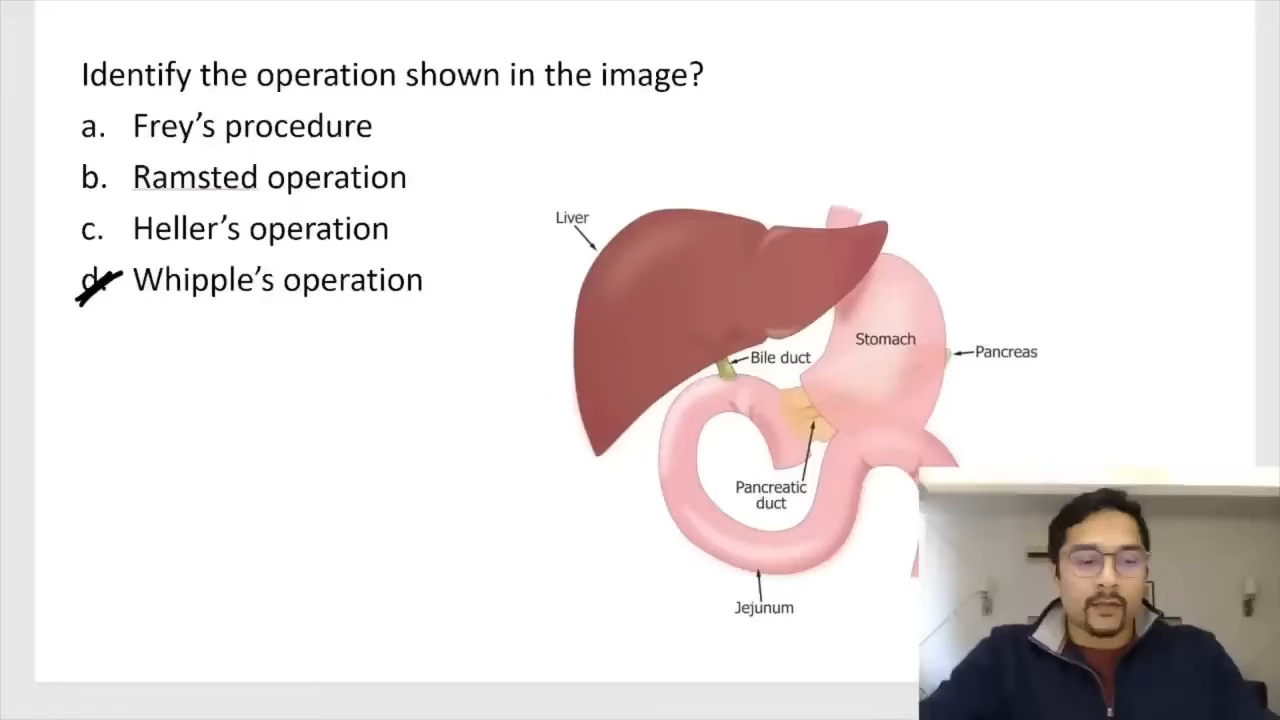 Identify the operation shown in the image?
a. Frey's procedure
b. Ramsted operation
c. Heller's operation
d. Whipple's operation
Liver
Bile duct
Stomach
Pancreas
Pancreatic
duct
Jejunum